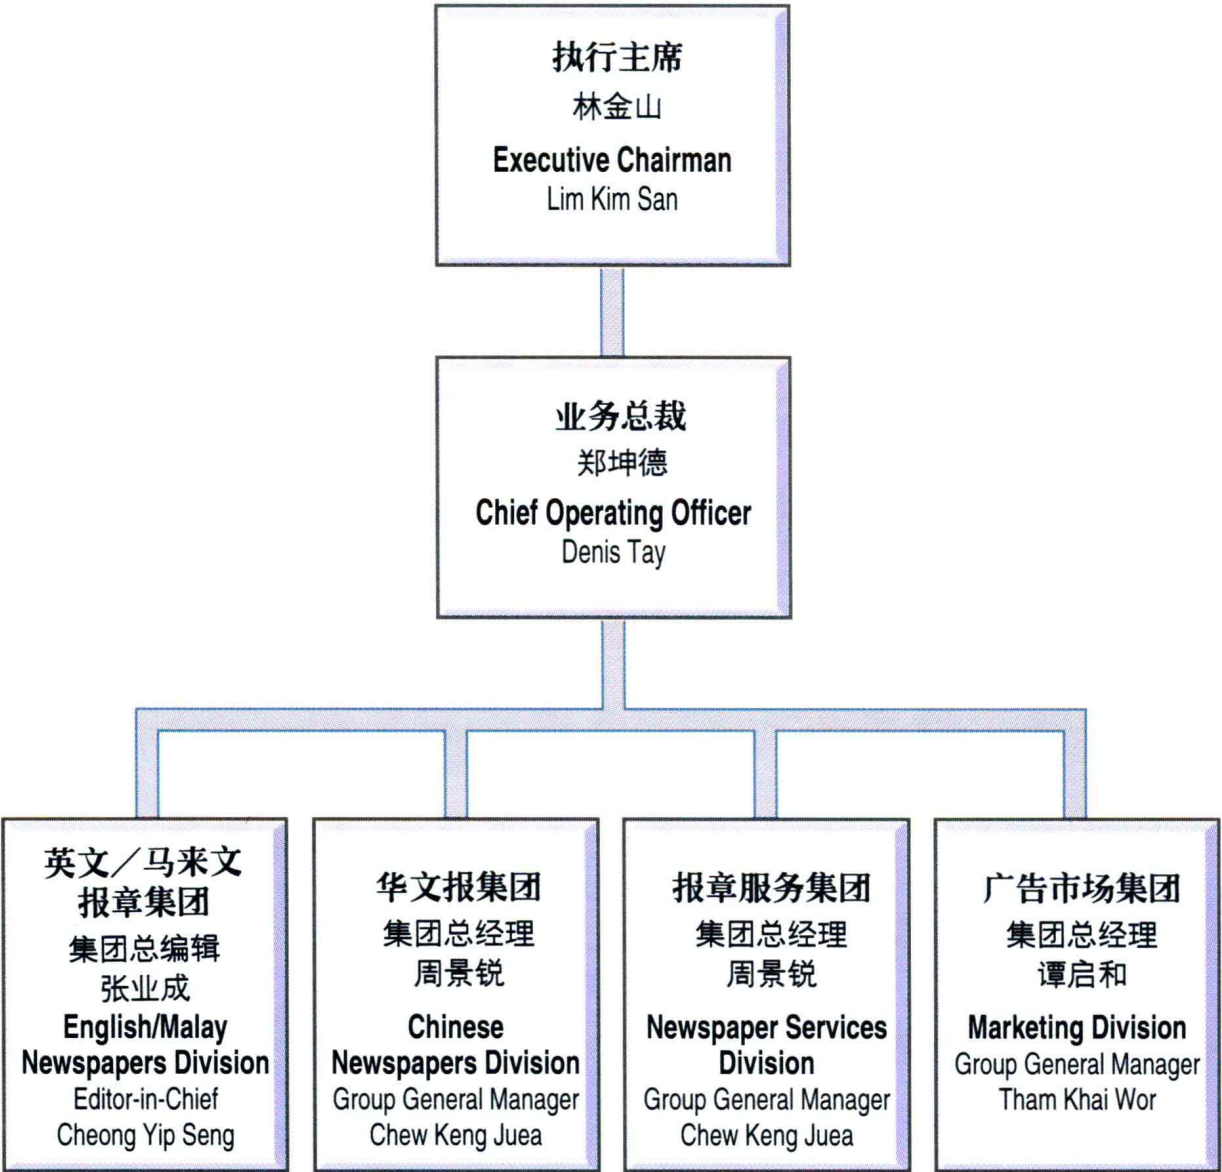 执行主席
林金山
Executive Chairman
Lim Kim San
业务总裁
郑坤德
Chief Operating Officer
Denis Tay
英文／马来文
报章集团
集团总编辑
张业成
English/Malay
Newspapers Division
Editor-in-Chief
Cheong Yip Seng
华文报集团
集团总经理
周景锐
Chinese
Newspapers Division
Group General Manager
Chew Keng Juea
报章服务集团
集团总经理
周景锐
Newspaper Services
Division
Group General Manager
Chew Keng Juea
广告市场集团
集团总经理
谭启和
Marketing Division
Group General Manager
Tham Khai Wor